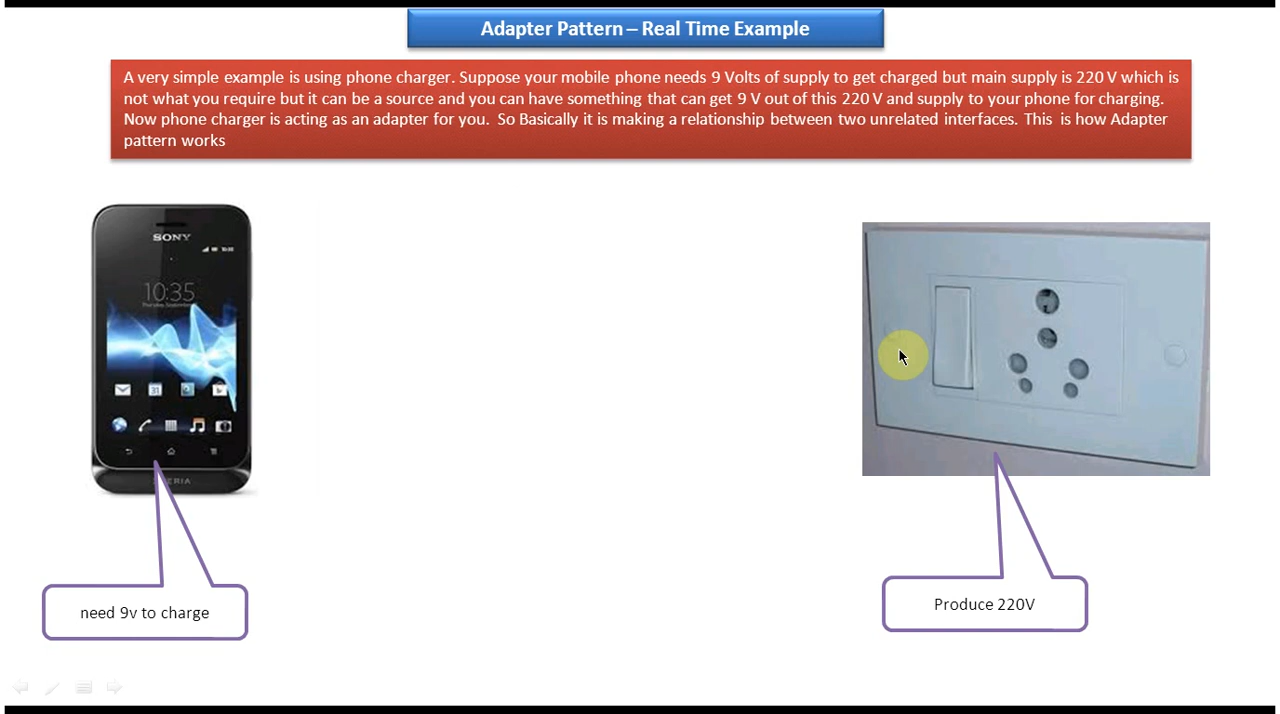 Adapter Pattern – Real Time Example
A very simple example is using phone charger. Suppose your mobile phone needs 9 Volts of supply to get charged but main supply is 220 V which is
not what you require but it can be a source and you can have something that can get 9 V out of this 220 V and supply to your phone for charging.
Now phone charger is acting as an adapter for you. So Basically it is making a relationship between two unrelated interfaces. This is how Adapter
pattern works
SONY
10:35
need 9v to charge
Produce 220V